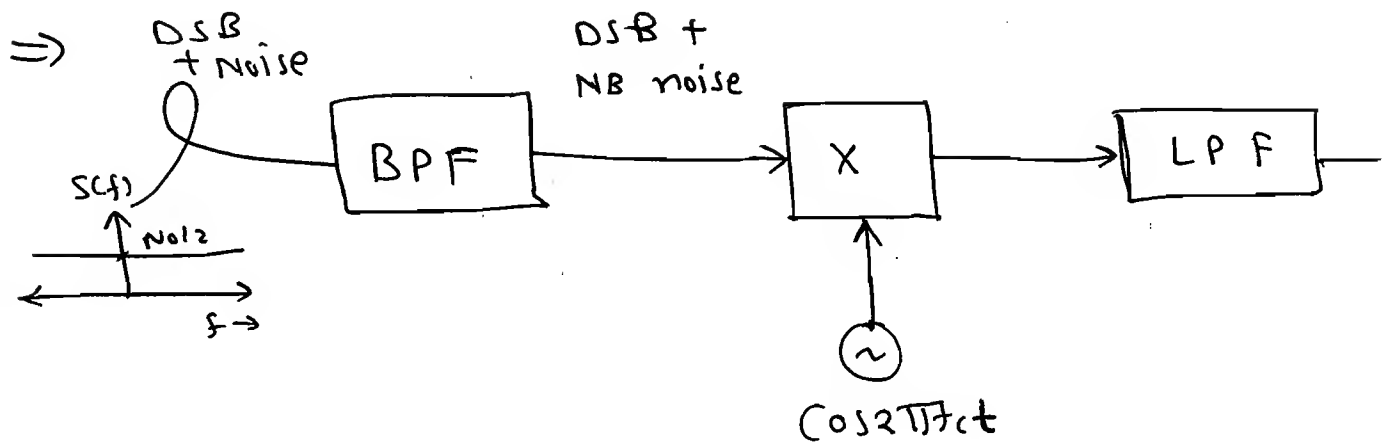 ⇒ DSB
+ Noise
DSB +
NB noise
BPF
X
LPF
S(f)
No/2
f →
~
Cos2πfct